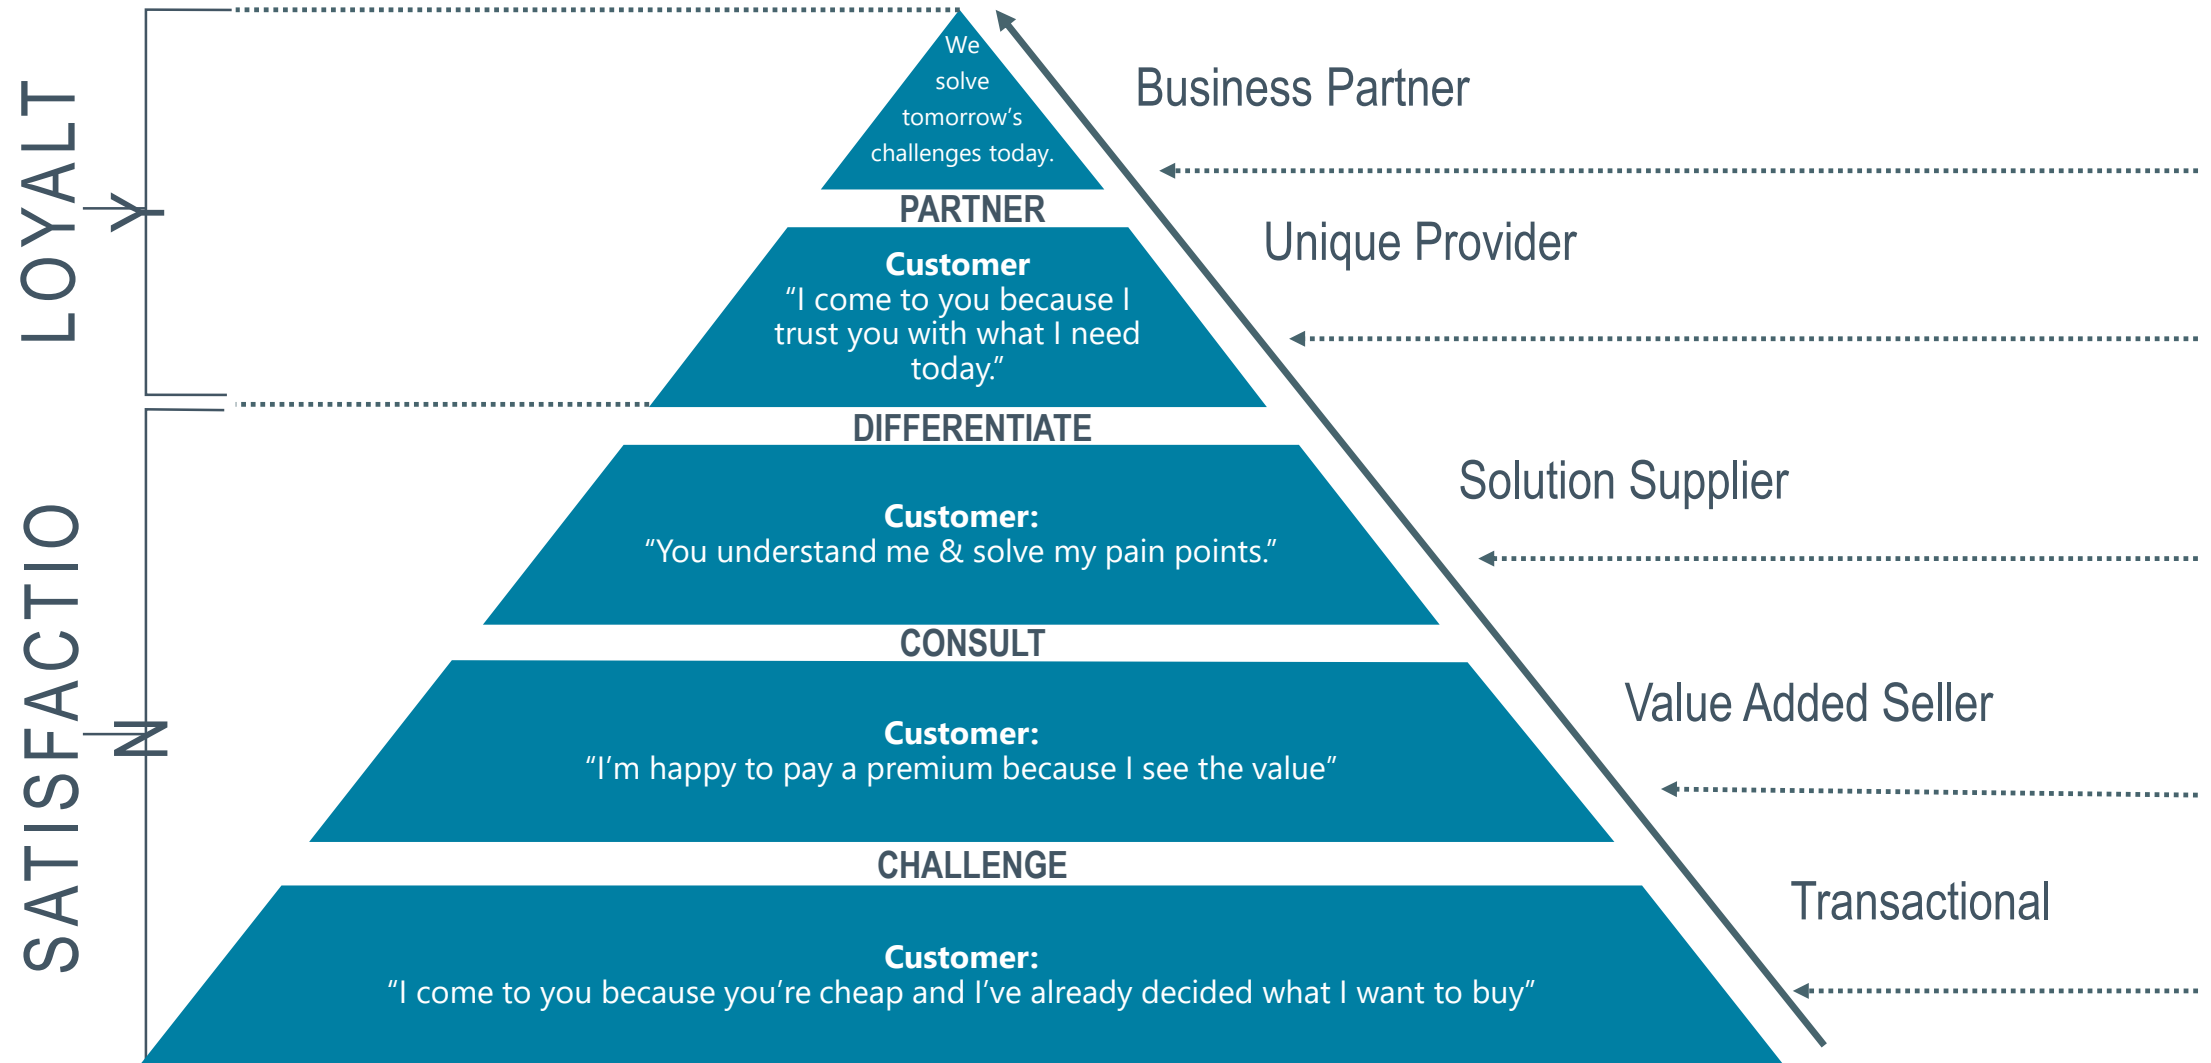 LOYALT
Y
SATISFACTIO
N
We
solve
tomorrow’s
challenges today.
PARTNER
Customer
“I come to you because I
trust you with what I need
today.”
DIFFERENTIATE
Customer:
“You understand me & solve my pain points.”
CONSULT
Customer:
“I’m happy to pay a premium because I see the value”
CHALLENGE
Customer:
“I come to you because you’re cheap and I’ve already decided what I want to buy”
Business Partner
Unique Provider
Solution Supplier
Value Added Seller
Transactional